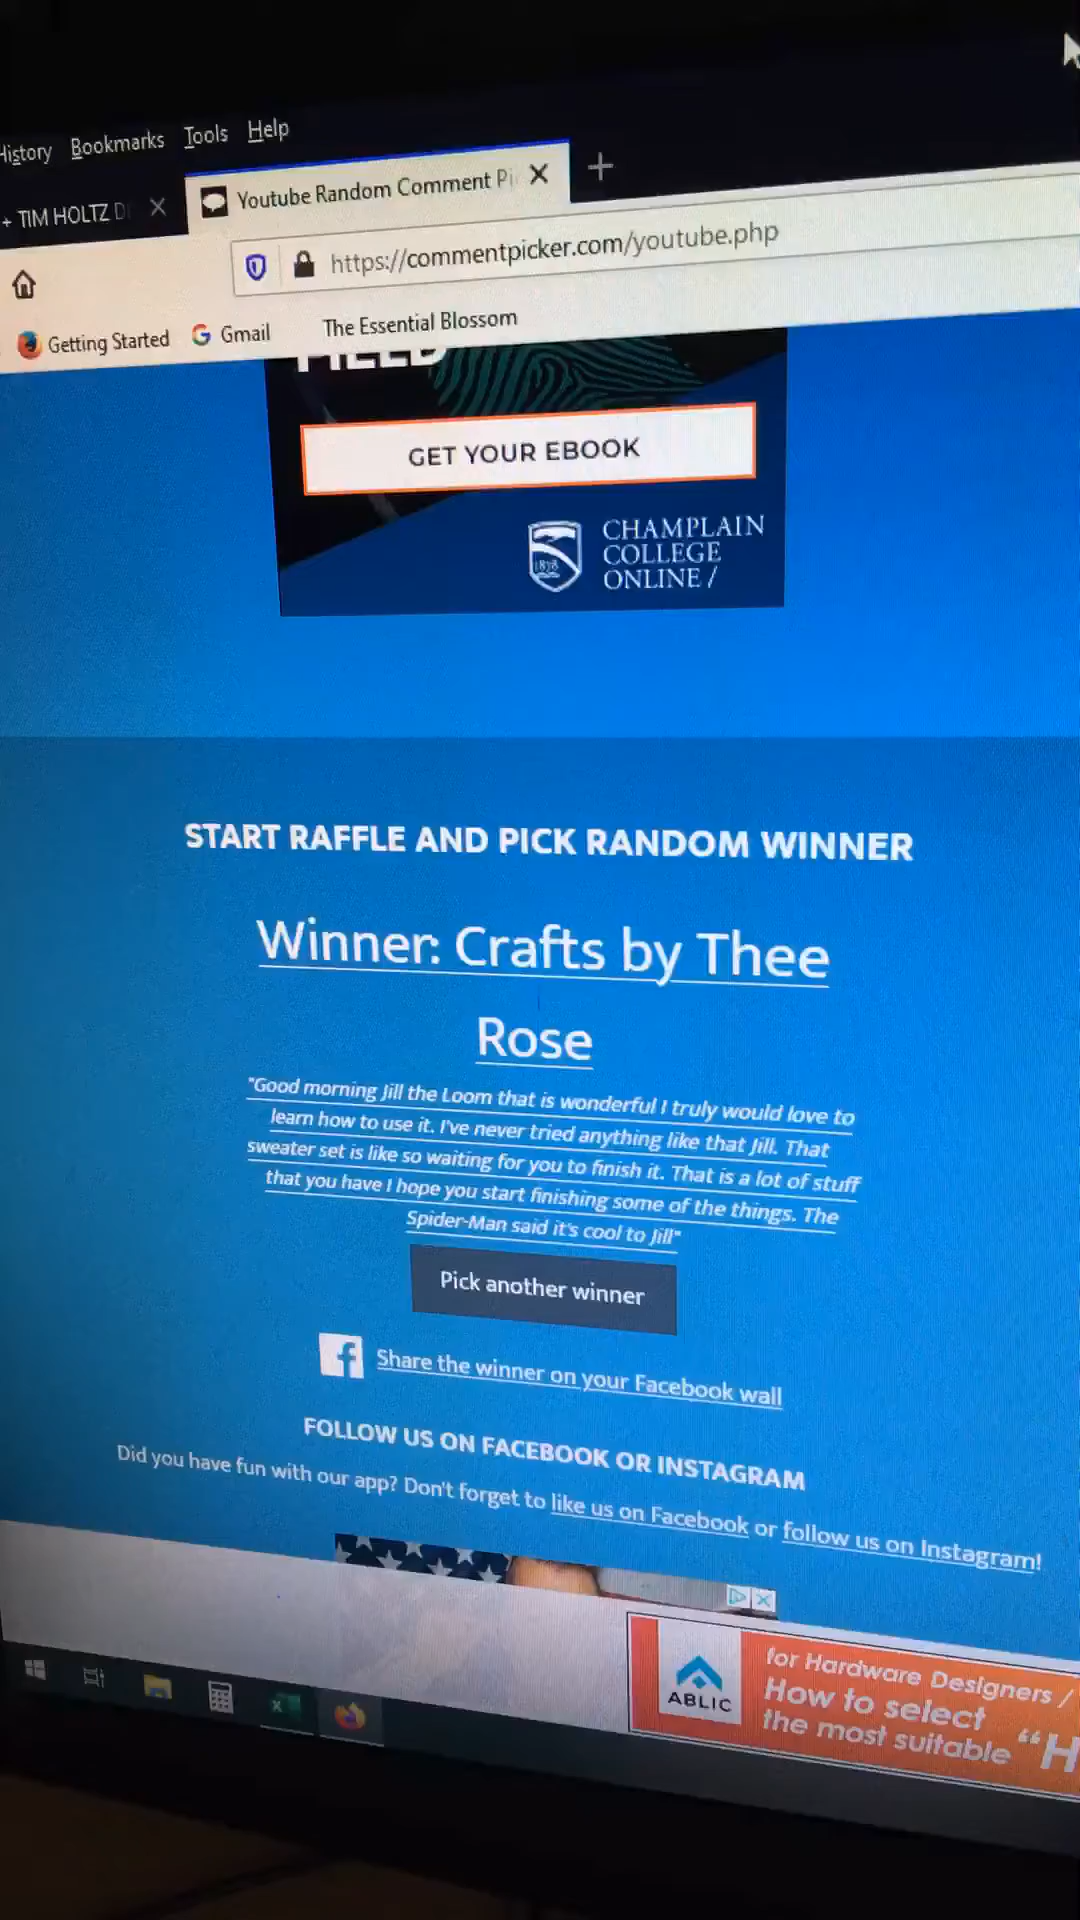 History Bookmarks Tools Help
+ TIM HOLTZ D
Youtube Random Comment Pi
https://commentpicker.com/youtube.php
Getting Started Gmail The Essential Blossom
GET YOUR EBOOK
CHAMPLAIN
COLLEGE
ONLINE /
1878
START RAFFLE AND PICK RANDOM WINNER
Winner: Crafts by Thee
Rose
"Good morning Jill the Loom that is wonderful I truly would love to
learn how to use it. I've never tried anything like that Jill. That
sweater set is like so waiting for you to finish it. That is a lot of stuff
that you have I hope you start finishing some of the things. The
Spider-Man said it's cool to Jill"
Pick another winner
Share the winner on your Facebook wall
FOLLOW US ON FACEBOOK OR INSTAGRAM
Did you have fun with our app? Don't forget to like us on Facebook or follow us on Instagram!
ABLIC
for Hardware Designers /
How to select
the most suitable "H